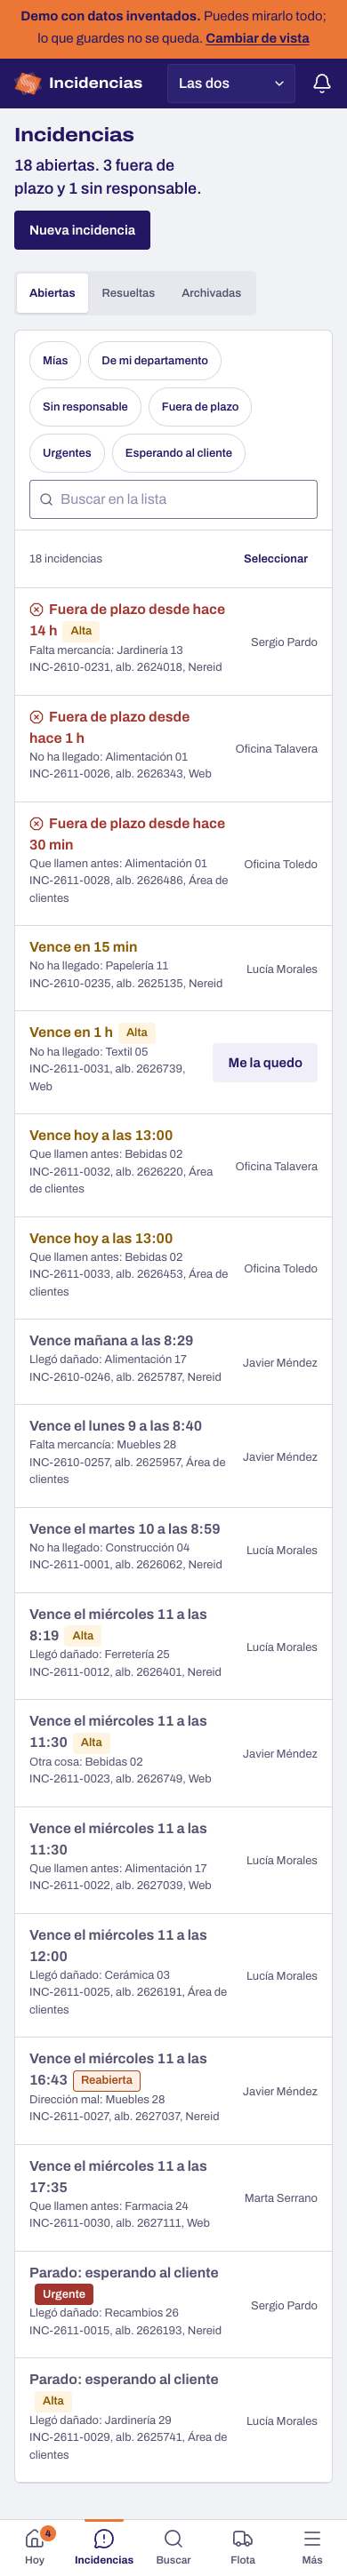 Demo con datos inventados. Puedes mirarlo todo;
lo que guardes no se queda. Cambiar de vista
Incidencias
Las dos
Incidencias
18 abiertas. 3 fuera de
plazo y 1 sin responsable.
Nueva incidencia
Abiertas Resueltas Archivadas
Mías De mi departamento
Sin responsable Fuera de plazo
Urgentes Esperando al cliente
Buscar en la lista
18 incidencias Seleccionar
Fuera de plazo desde hace
14 h Alta
Falta mercancía: Jardinería 13
INC-2610-0231, alb. 2624018, Nereid
Sergio Pardo
Fuera de plazo desde
hace 1 h
No ha llegado: Alimentación 01
INC-2611-0026, alb. 2626343, Web
Oficina Talavera
Fuera de plazo desde hace
30 min
Que llamen antes: Alimentación 01
INC-2611-0028, alb. 2626486, Área de
clientes
Oficina Toledo
Vence en 15 min
No ha llegado: Papelería 11
INC-2610-0235, alb. 2625135, Nereid
Lucía Morales
Vence en 1 h Alta
No ha llegado: Textil 05
INC-2611-0031, alb. 2626739,
Web
Me la quedo
Vence hoy a las 13:00
Que llamen antes: Bebidas 02
INC-2611-0032, alb. 2626220, Área
de clientes
Oficina Talavera
Vence hoy a las 13:00
Que llamen antes: Bebidas 02
INC-2611-0033, alb. 2626453, Área de
clientes
Oficina Toledo
Vence mañana a las 8:29
Llegó dañado: Alimentación 17
INC-2610-0246, alb. 2625787, Nereid
Javier Méndez
Vence el lunes 9 a las 8:40
Falta mercancía: Muebles 28
INC-2610-0257, alb. 2625957, Área de
clientes
Javier Méndez
Vence el martes 10 a las 8:59
No ha llegado: Construcción 04
INC-2611-0001, alb. 2626062, Nereid
Lucía Morales
Vence el miércoles 11 a las
8:19 Alta
Llegó dañado: Ferretería 25
INC-2611-0012, alb. 2626401, Nereid
Lucía Morales
Vence el miércoles 11 a las
11:30 Alta
Otra cosa: Bebidas 02
INC-2611-0023, alb. 2626749, Web
Javier Méndez
Vence el miércoles 11 a las
11:30
Que llamen antes: Alimentación 17
INC-2611-0022, alb. 2627039, Web
Lucía Morales
Vence el miércoles 11 a las
12:00
Llegó dañado: Cerámica 03
INC-2611-0025, alb. 2626191, Área de
clientes
Lucía Morales
Vence el miércoles 11 a las
16:43 Reabierta
Dirección mal: Muebles 28
INC-2611-0027, alb. 2627037, Nereid
Javier Méndez
Vence el miércoles 11 a las
17:35
Que llamen antes: Farmacia 24
INC-2611-0030, alb. 2627111, Web
Marta Serrano
Parado: esperando al cliente
Urgente
Llegó dañado: Recambios 26
INC-2611-0015, alb. 2626193, Nereid
Sergio Pardo
Parado: esperando al cliente
Alta
Llegó dañado: Jardinería 29
INC-2611-0029, alb. 2625741, Área de
clientes
Lucía Morales
4
Hoy Incidencias Buscar Flota Más